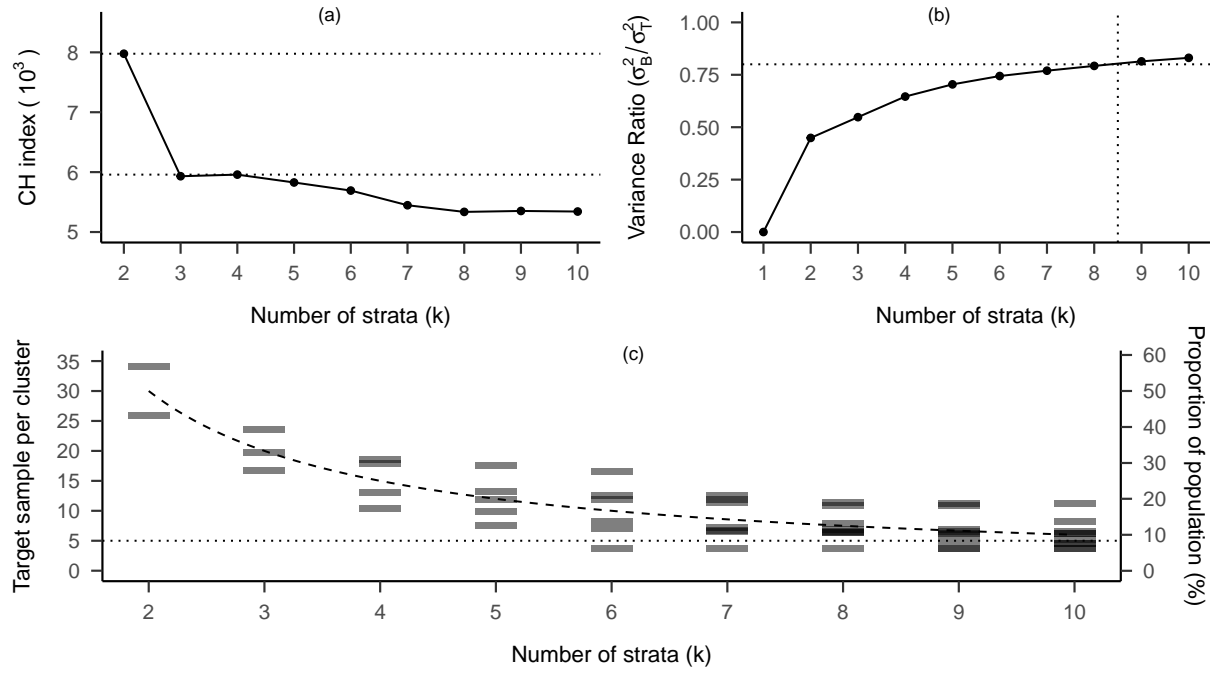 (a)
CH index ( 10³ )
8
7
6
5
2 3 4 5 6 7 8 9 10
Number of strata (k)
(b)
Variance Ratio (σ²_B / σ²_T)
1.00
0.75
0.50
0.25
0.00
1 2 3 4 5 6 7 8 9 10
Number of strata (k)
(c)
Target sample per cluster
35
30
25
20
15
10
5
0
Proportion of population (%)
60
50
40
30
20
10
0
2 3 4 5 6 7 8 9 10
Number of strata (k)